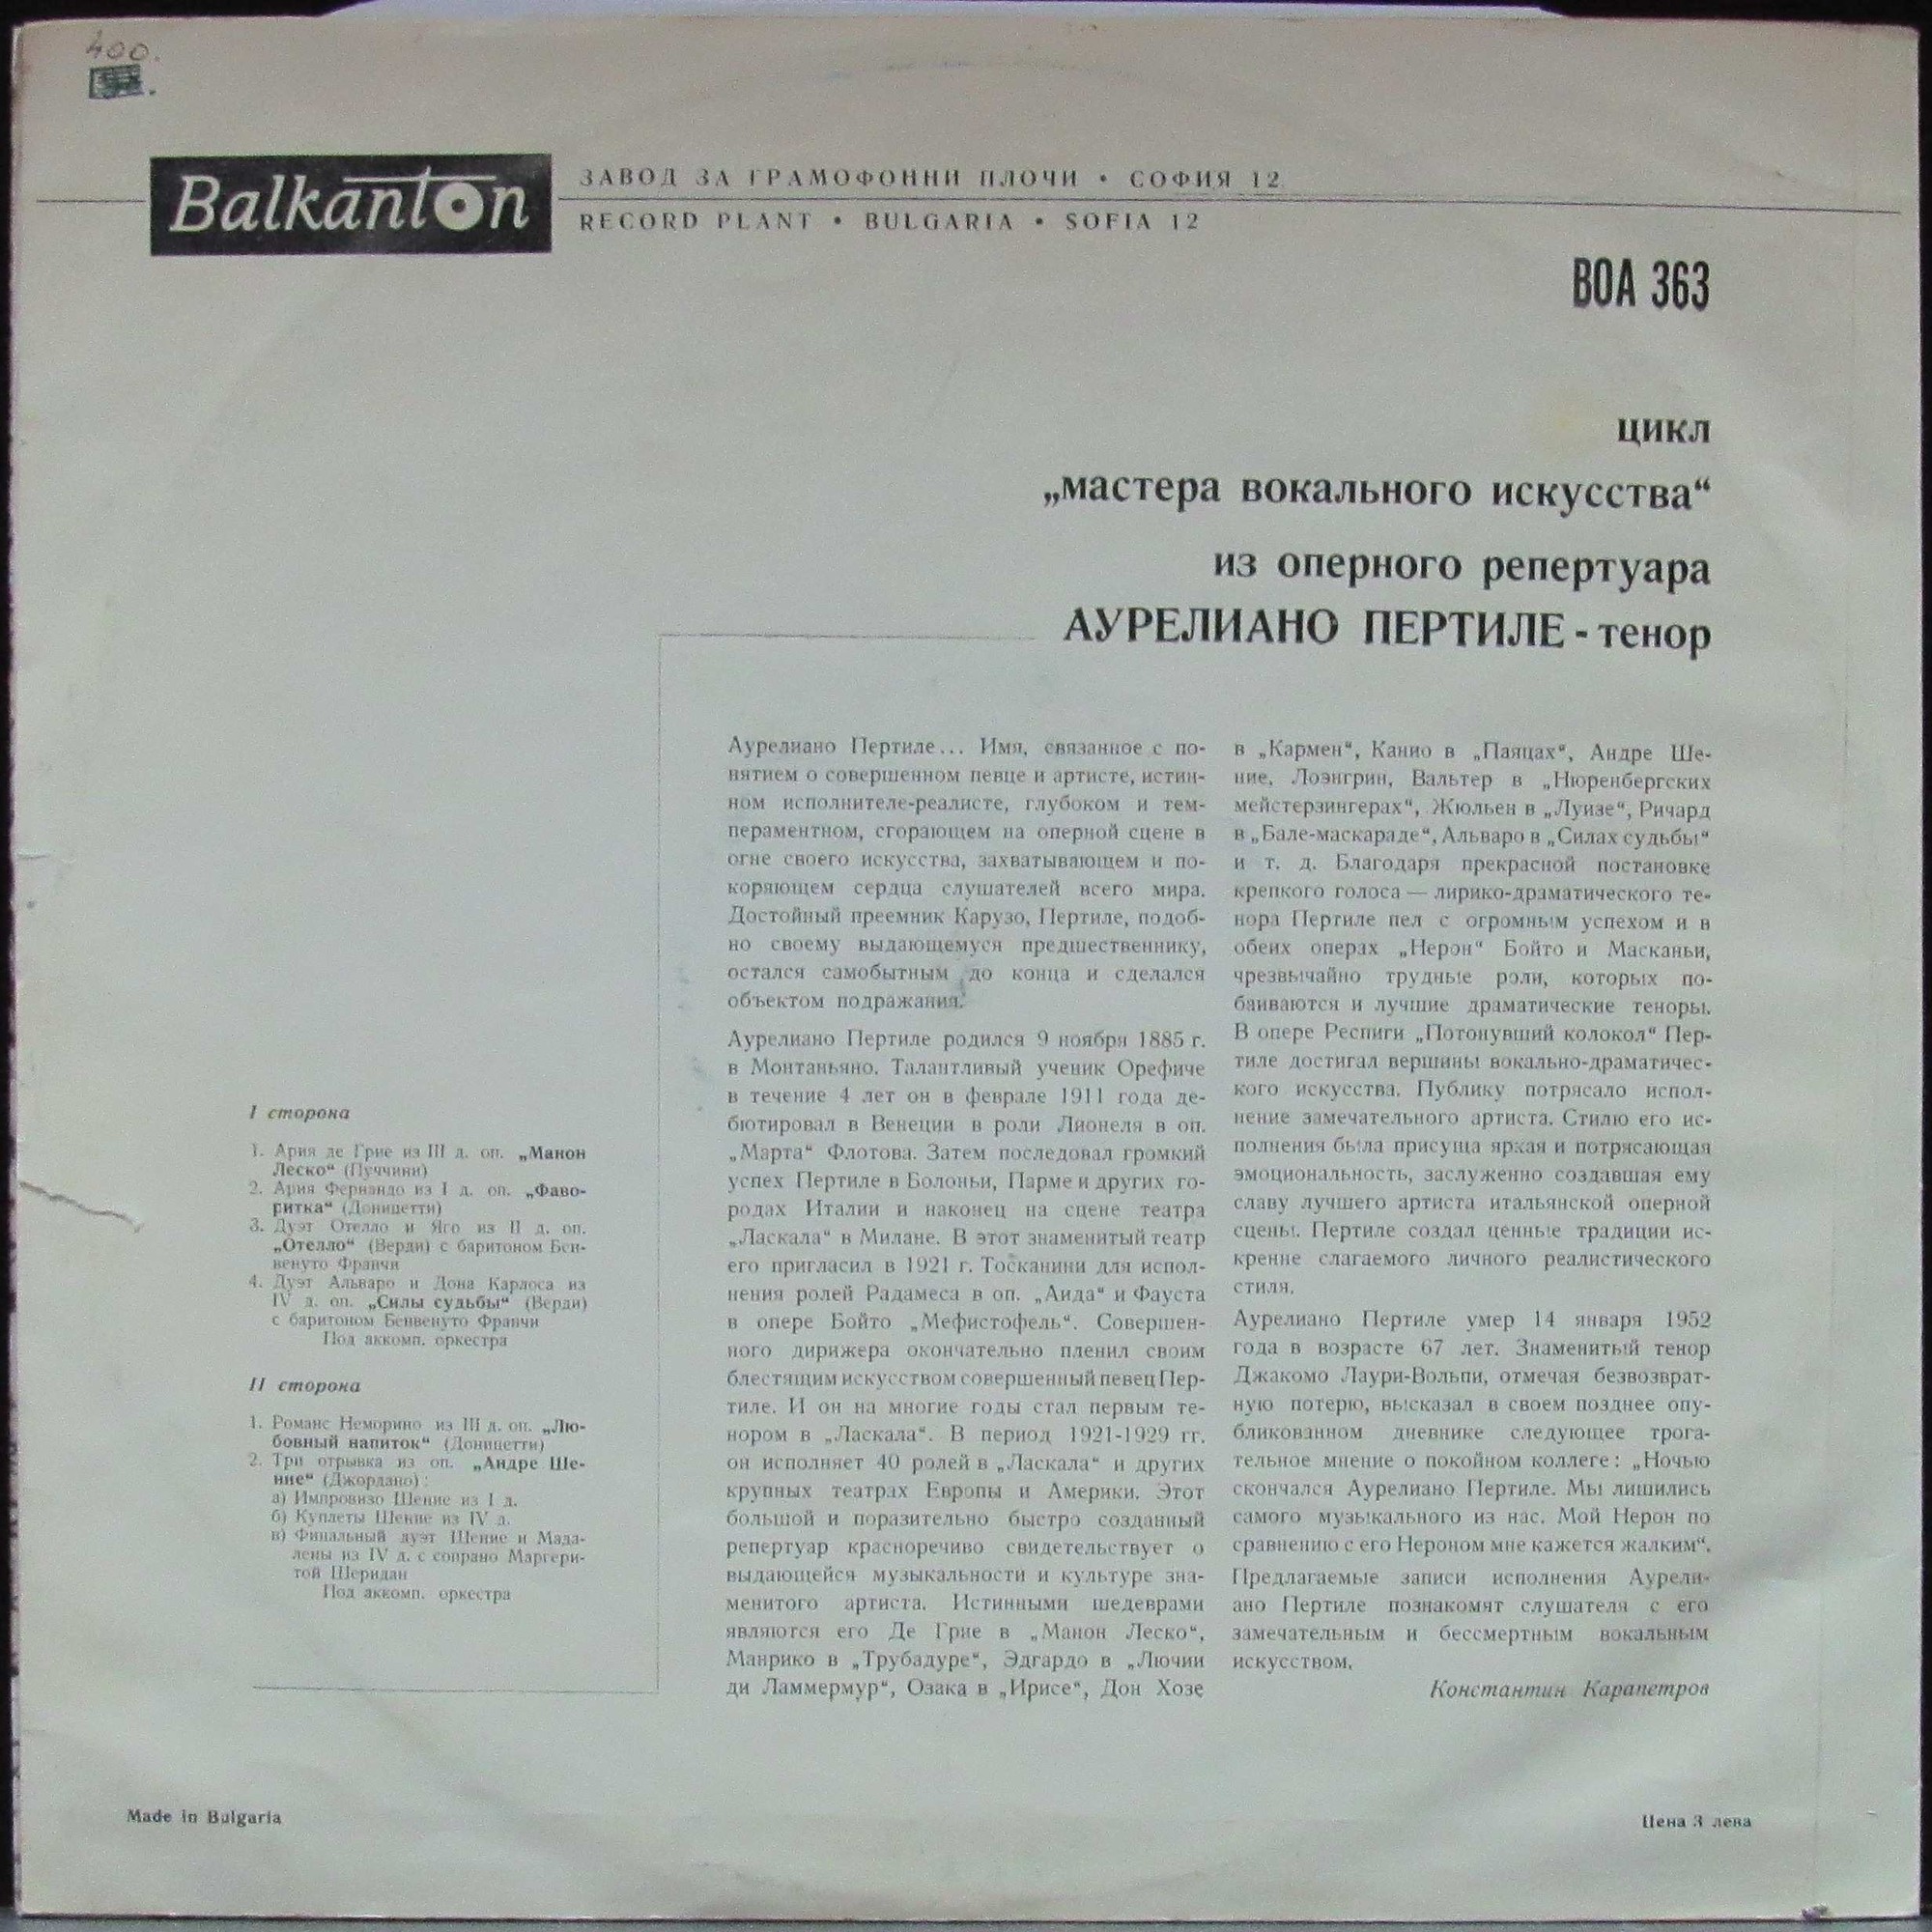 400.
Balkanton
ЗАВОД ЗА ГРАМОФОННИ ПЛОЧИ • СОФИЯ 12
RECORD PLANT • BULGARIA • SOFIA 12
ВОА 363
цикл
„мастера вокального искусства“
из оперного репертуара
АУРЕЛИАНО ПЕРТИЛЕ - тенор
I сторона
1. Ария де Грие из III д. оп. „Манон
Леско“ (Пуччини)
2. Ария Фернандо из I д. оп. „Фаво-
ритка“ (Доницетти)
3. Дуэт Отелло и Яго из II д. оп.
„Отелло“ (Верди) с баритоном Бен-
венуто Франчи
4. Дуэт Альваро и Дона Карлоса из
IV д. оп. „Силы судьбы“ (Верди)
с баритоном Бенвенуто Франчи
Под аккомп. оркестра
II сторона
1. Романс Неморино из III д. оп. „Лю-
бовный напиток“ (Доницетти)
2. Три отрывка из оп. „Андре Ше-
ние“ (Джордано):
а) Импровизо Шение из I д.
б) Куплеты Шение из IV д.
в) Финальный дуэт Шение и Мада-
лены из IV д. с сопрано Маргери-
той Шеридан
Под аккомп. оркестра
Аурелиано Пертиле... Имя, связанное с по-
нятием о совершенном певце и артисте, истин-
ном исполнителе-реалисте, глубоком и тем-
пераментном, сгорающем на оперной сцене в
огне своего искусства, захватывающем и по-
коряющем сердца слушателей всего мира.
Достойный преемник Карузо, Пертиле, подоб-
но своему выдающемуся предшественнику,
остался самобытным до конца и сделался
объектом подражания.
Аурелиано Пертиле родился 9 ноября 1885 г.
в Монтаньяно. Талантливый ученик Орефиче
в течение 4 лет он в феврале 1911 года де-
бютировал в Венеции в роли Лионеля в оп.
„Марта“ Флотова. Затем последовал громкий
успех Пертиле в Болоньи, Парме и других го-
родах Италии и наконец на сцене театра
„Ласкала“ в Милане. В этот знаменитый театр
его пригласил в 1921 г. Тосканини для испол-
нения ролей Радамеса в оп. „Аида“ и Фауста
в опере Бойто „Мефистофель“. Совершен-
ного дирижера окончательно пленил своим
блестящим искусством совершенный певец Пер-
тиле. И он на многие годы стал первым те-
нором в „Ласкала“. В период 1921-1929 гг.
он исполняет 40 ролей в „Ласкала“ и других
крупных театрах Европы и Америки. Этот
большой и поразительно быстро созданный
репертуар красноречиво свидетельствует о
выдающейся музыкальности и культуре зна-
менитого артиста. Истинными шедеврами
являются его Де Грие в „Манон Леско“,
Манрико в „Трубадуре“, Эдгардо в „Лючии
ди Ламмермур“, Озака в „Ирисе“, Дон Хозе
в „Кармен“, Канио в „Паяцах“, Андре Ше-
ние, Лоэнгрин, Вальтер в „Нюренбергских
мейстерзингерах“, Жюльен в „Луизе“, Ричард
в „Бале-маскараде“, Альваро в „Силах судьбы“
и т. д. Благодаря прекрасной постановке
крепкого голоса — лирико-драматического те-
нора Пертиле пел с огромным успехом и в
обеих операх „Нерон“ Бойто и Масканьи,
чрезвычайно трудные роли, которых по-
баиваются и лучшие драматические теноры.
В опере Респиги „Потонувший колокол“ Пер-
тиле достигал вершины вокально-драматичес-
кого искусства. Публику потрясало испол-
нение замечательного артиста. Стилю его ис-
полнения была присуща яркая и потрясающая
эмоциональность, заслуженно создавшая ему
славу лучшего артиста итальянской оперной
сцены. Пертиле создал ценные традиции ис-
кренне слагаемого личного реалистического
стиля.
Аурелиано Пертиле умер 14 января 1952
года в возрасте 67 лет. Знаменитый тенор
Джакомо Лаури-Вольпи, отмечая безвозврат-
ную потерю, высказал в своем позднее опу-
бликованном дневнике следующее трога-
тельное мнение о покойном коллеге: „Ночью
скончался Аурелиано Пертиле. Мы лишились
самого музыкального из нас. Мой Нерон по
сравнению с его Нероном мне кажется жалким“.
Предлагаемые записи исполнения Аурели-
ано Пертиле познакомят слушателя с его
замечательным и бессмертным вокальным
искусством.
Константин Карапетров
Made in Bulgaria
Цена 3 лева